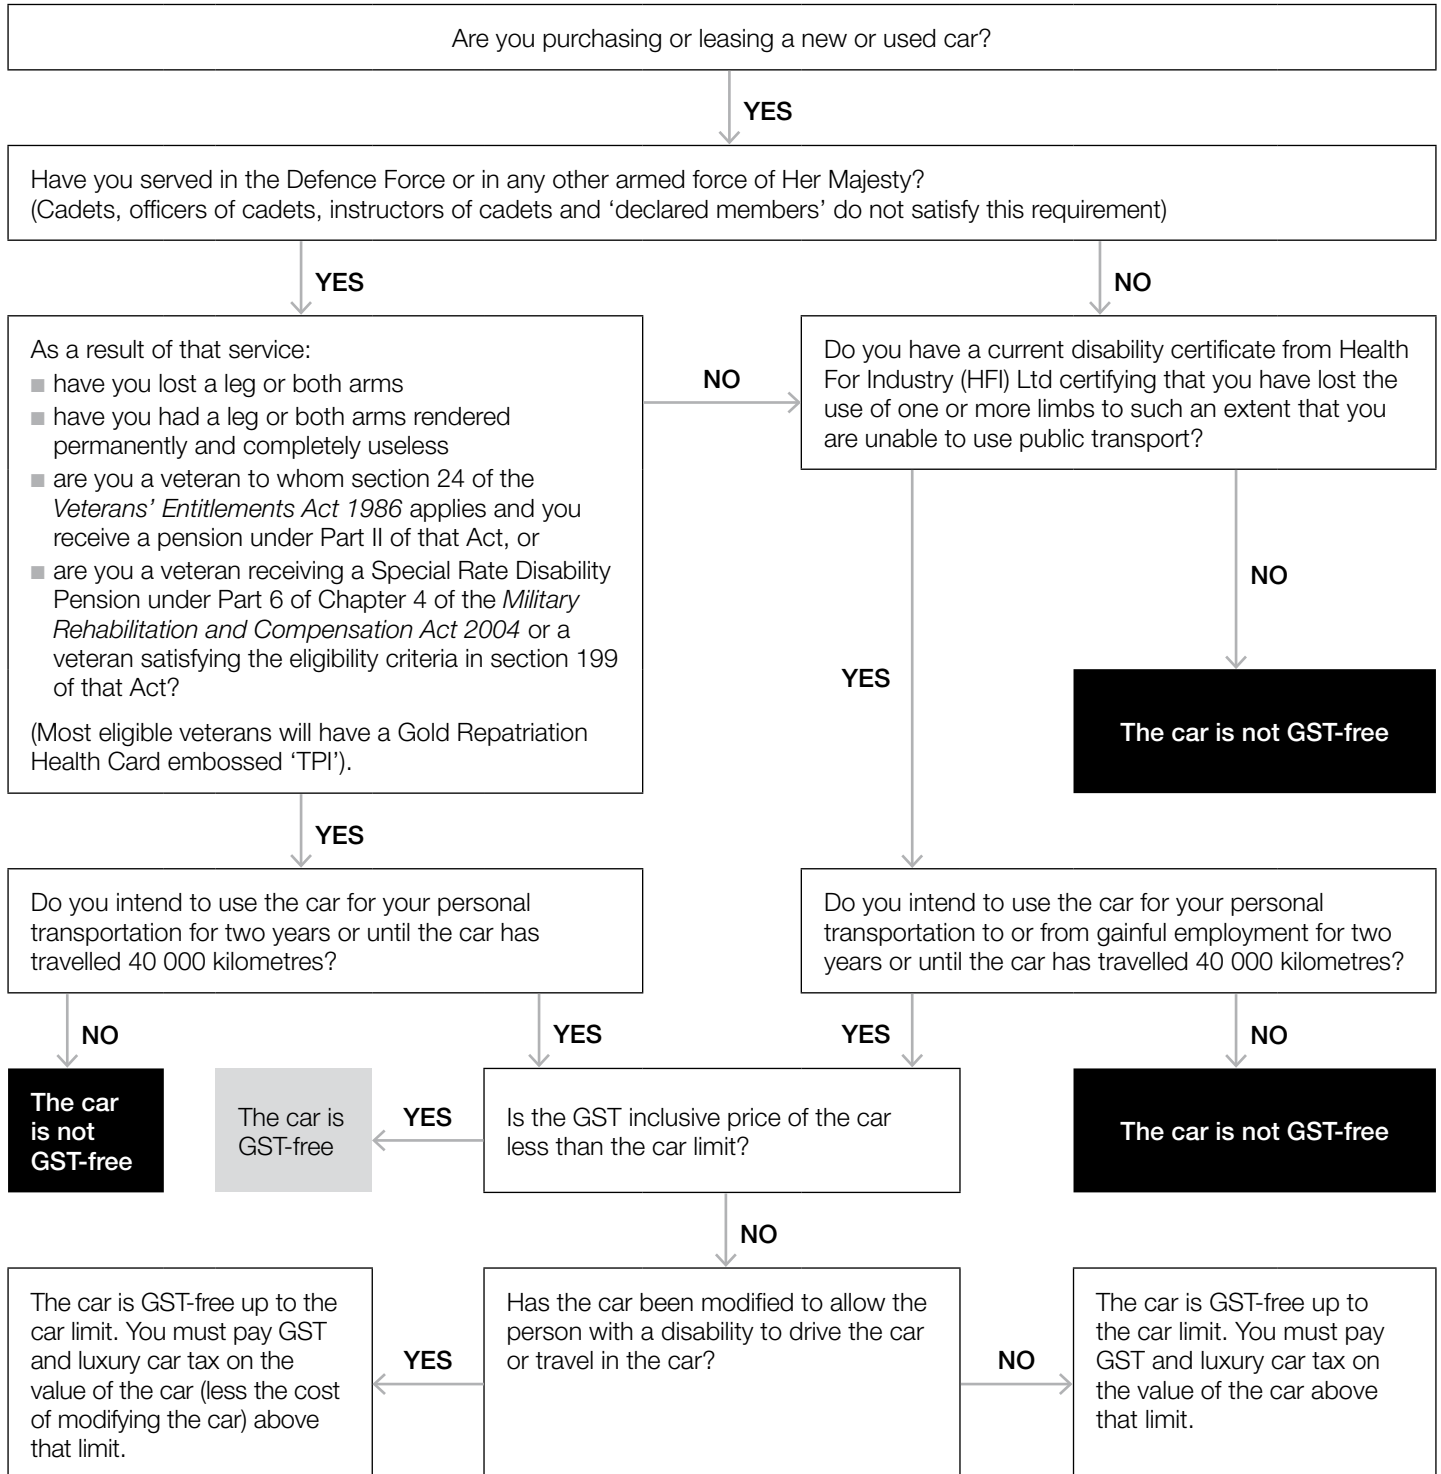 Are you purchasing or leasing a new or used car?
YES
Have you served in the Defence Force or in any other armed force of Her Majesty?
(Cadets, officers of cadets, instructors of cadets and ‘declared members’ do not satisfy this requirement)
YES
NO
As a result of that service:
■ have you lost a leg or both arms
■ have you had a leg or both arms rendered
permanently and completely useless
■ are you a veteran to whom section 24 of the
Veterans’ Entitlements Act 1986 applies and you
receive a pension under Part II of that Act, or
■ are you a veteran receiving a Special Rate Disability
Pension under Part 6 of Chapter 4 of the Military
Rehabilitation and Compensation Act 2004 or a
veteran satisfying the eligibility criteria in section 199
of that Act?
(Most eligible veterans will have a Gold Repatriation
Health Card embossed ‘TPI’).
NO
Do you have a current disability certificate from Health
For Industry (HFI) Ltd certifying that you have lost the
use of one or more limbs to such an extent that you
are unable to use public transport?
NO
YES
The car is not GST-free
YES
Do you intend to use the car for your personal
transportation for two years or until the car has
travelled 40 000 kilometres?
Do you intend to use the car for your personal
transportation to or from gainful employment for two
years or until the car has travelled 40 000 kilometres?
NO
YES
YES
NO
The car
is not
GST-free
The car is
GST-free
YES
Is the GST inclusive price of the car
less than the car limit?
The car is not GST-free
NO
The car is GST-free up to the
car limit. You must pay GST
and luxury car tax on the
value of the car (less the cost
of modifying the car) above
that limit.
YES
Has the car been modified to allow the
person with a disability to drive the car
or travel in the car?
NO
The car is GST-free up to
the car limit. You must pay
GST and luxury car tax on
the value of the car above
that limit.